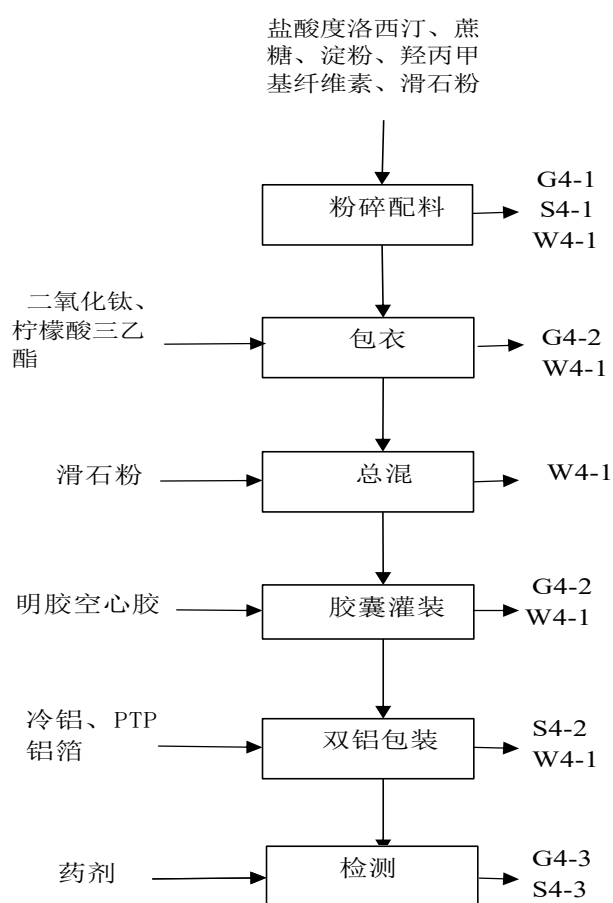 盐酸度洛西汀、蔗
糖、淀粉、羟丙甲
基纤维素、滑石粉
粉碎配料
G4-1
S4-1
W4-1
二氧化钛、
柠檬酸三乙
酯
包衣
G4-2
W4-1
滑石粉
总混
W4-1
明胶空心胶
胶囊灌装
G4-2
W4-1
冷铝、PTP
铝箔
双铝包装
S4-2
W4-1
药剂
检测
G4-3
S4-3